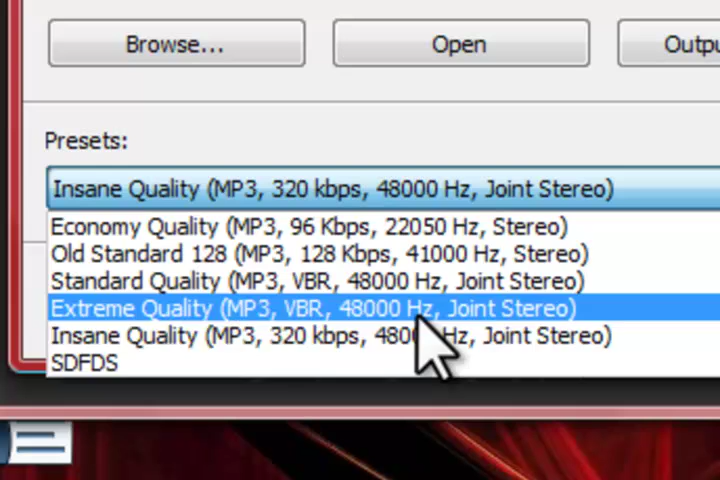 Browse... Open Outpu
Presets:
Insane Quality (MP3, 320 kbps, 48000 Hz, Joint Stereo)
Economy Quality (MP3, 96 Kbps, 22050 Hz, Stereo)
Old Standard 128 (MP3, 128 Kbps, 41000 Hz, Stereo)
Standard Quality (MP3, VBR, 48000 Hz, Joint Stereo)
Extreme Quality (MP3, VBR, 48000 Hz, Joint Stereo)
Insane Quality (MP3, 320 kbps, 480 Hz, Joint Stereo)
SDFDS